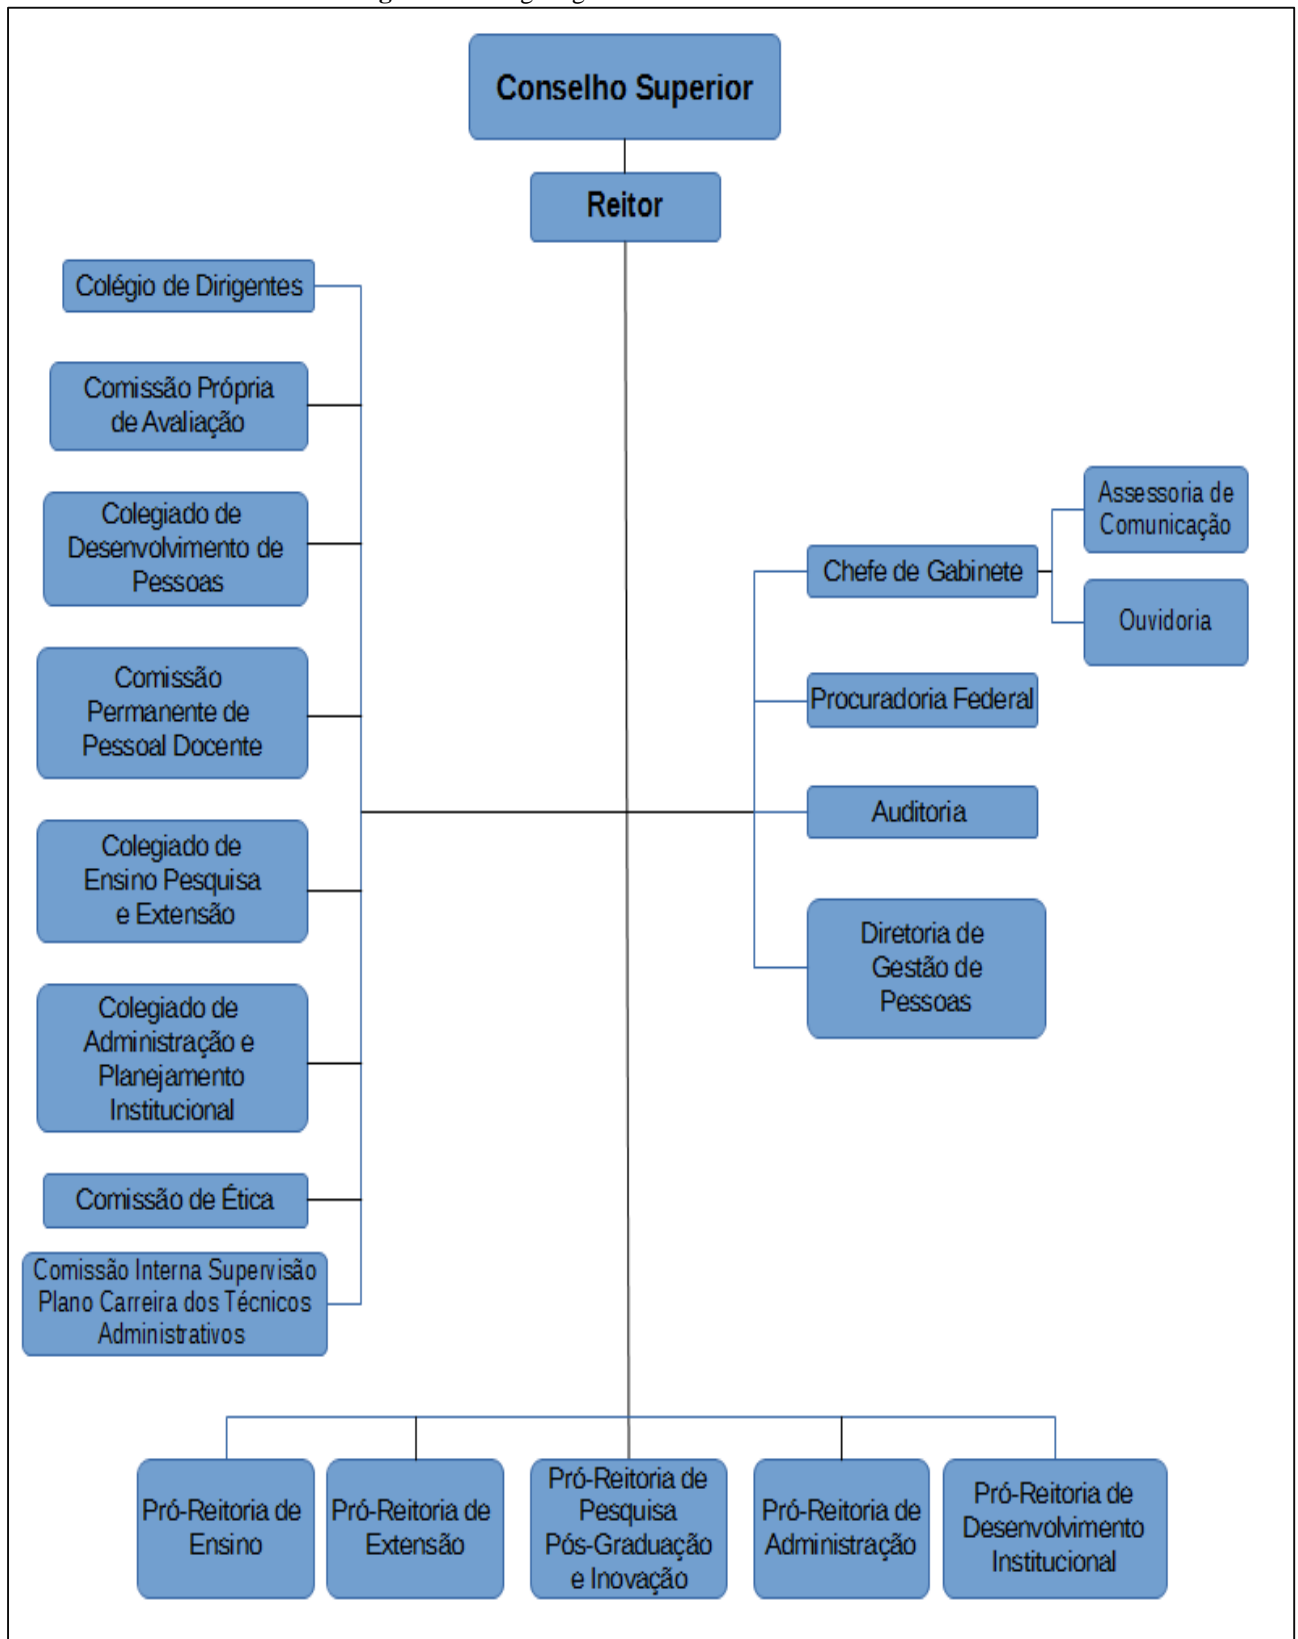 Conselho Superior
Reitor
Colégio de Dirigentes
Comissão Própria
de Avaliação
Colegiado de
Desenvolvimento de
Pessoas
Comissão
Permanente de
Pessoal Docente
Colegiado de
Ensino Pesquisa
e Extensão
Colegiado de
Administração e
Planejamento
Institucional
Comissão de Ética
Comissão Interna Supervisão
Plano Carreira dos Técnicos
Administrativos
Assessoria de
Comunicação
Chefe de Gabinete
Ouvidoria
Procuradoria Federal
Auditoria
Diretoria de
Gestão de
Pessoas
Pró-Reitoria de
Ensino
Pró-Reitoria de
Extensão
Pró-Reitoria de
Pesquisa
Pós-Graduação
e Inovação
Pró-Reitoria de
Administração
Pró-Reitoria de
Desenvolvimento
Institucional